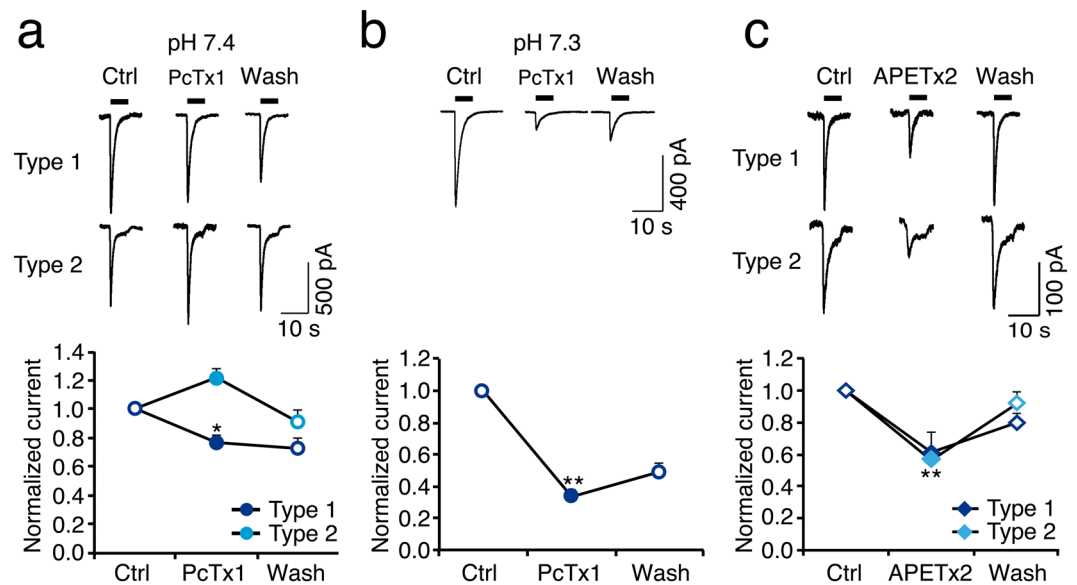 a
pH 7.4
Ctrl PcTx1 Wash
Type 1
Type 2
500 pA
10 s
Normalized current
1.4
1.2
1.0
0.8
0.6
0.4
0.2
0.0
*
Type 1
Type 2
Ctrl PcTx1 Wash
b
pH 7.3
Ctrl PcTx1 Wash
400 pA
10 s
Normalized current
1.2
1.0
0.8
0.6
0.4
0.2
0.0
**
Ctrl PcTx1 Wash
c
Ctrl APETx2 Wash
Type 1
Type 2
100 pA
10 s
Normalized current
1.2
1.0
0.8
0.6
0.4
0.2
0.0
**
Type 1
Type 2
Ctrl APETx2 Wash